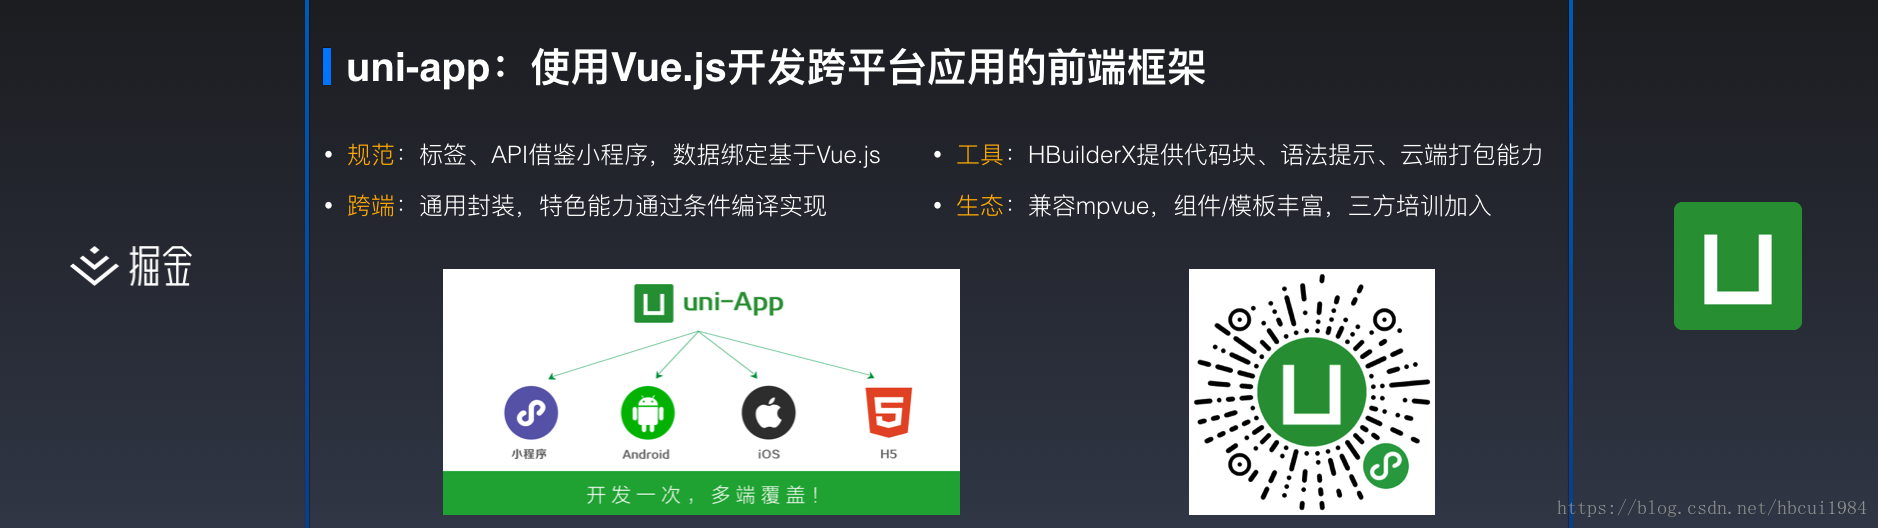 uni-app：使用Vue.js开发跨平台应用的前端框架
• 规范：标签、API借鉴小程序，数据绑定基于Vue.js
• 跨端：通用封装，特色能力通过条件编译实现
• 工具：HBuilderX提供代码块、语法提示、云端打包能力
• 生态：兼容mpvue，组件/模板丰富，三方培训加入
掘金
uni-App
小程序
Android
iOS
H5
开发一次，多端覆盖！
https://blog.csdn.net/hbcui1984